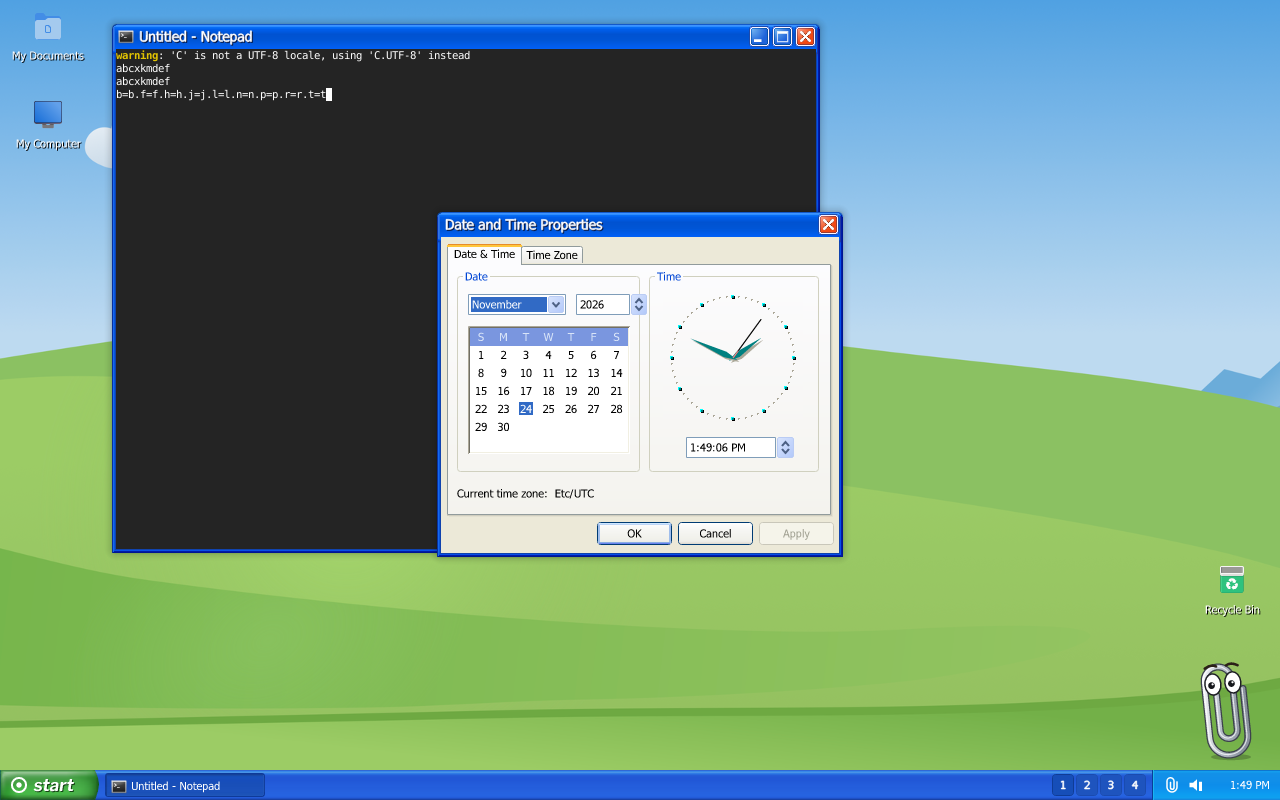 My Documents
My Computer
Untitled - Notepad
warning: 'C' is not a UTF-8 locale, using 'C.UTF-8' instead
abcxkmdef
abcxkmdef
b=b.f=f.h=h.j=j.l=l.n=n.p=p.r=r.t=t
Date and Time Properties
Date & Time
Time Zone
Date
November
2026
S M T W T F S
1 2 3 4 5 6 7
8 9 10 11 12 13 14
15 16 17 18 19 20 21
22 23 24 25 26 27 28
29 30
Time
1:49:06 PM
Current time zone: Etc/UTC
OK
Cancel
Apply
Recycle Bin
start
Untitled - Notepad
1 2 3 4
1:49 PM